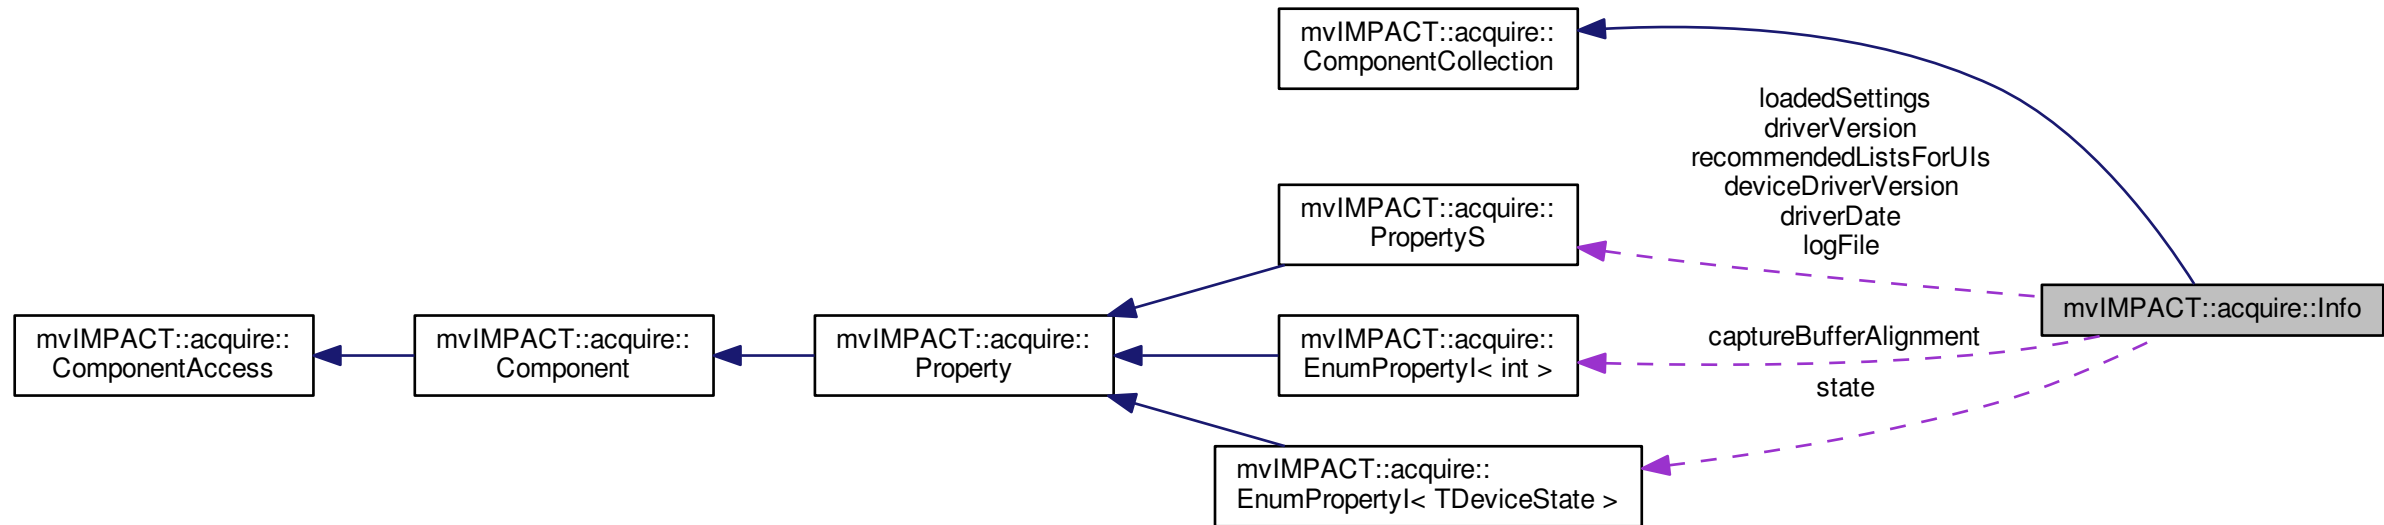 mvIMPACT::acquire::
ComponentCollection
loadedSettings
driverVersion
recommendedListsForUIs
deviceDriverVersion
driverDate
logFile
mvIMPACT::acquire::
PropertyS
mvIMPACT::acquire::Info
mvIMPACT::acquire::
ComponentAccess
mvIMPACT::acquire::
Component
mvIMPACT::acquire::
Property
mvIMPACT::acquire::
EnumPropertyI< int >
captureBufferAlignment
state
mvIMPACT::acquire::
EnumPropertyI< TDeviceState >